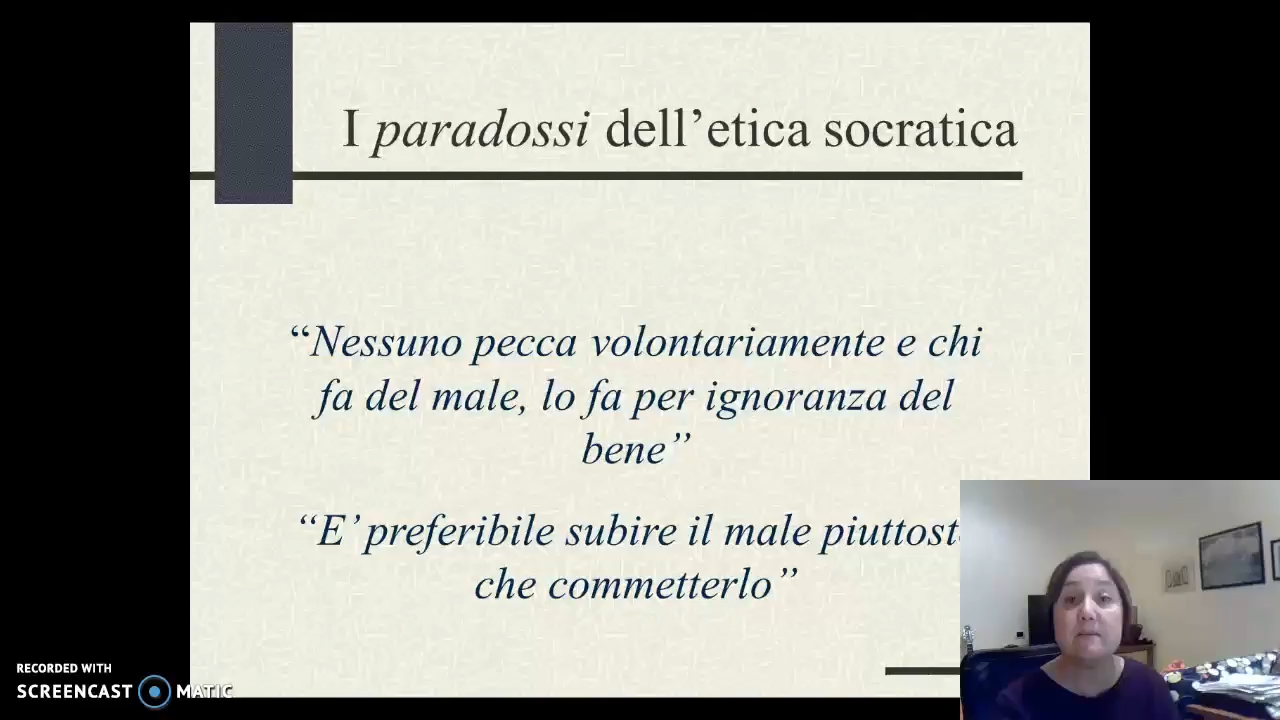 I paradossi dell’etica socratica
“Nessuno pecca volontariamente e chi
fa del male, lo fa per ignoranza del
bene”
“E’ preferibile subire il male
che commetterlo”
RECORDED WITH
SCREENCAST MATIC